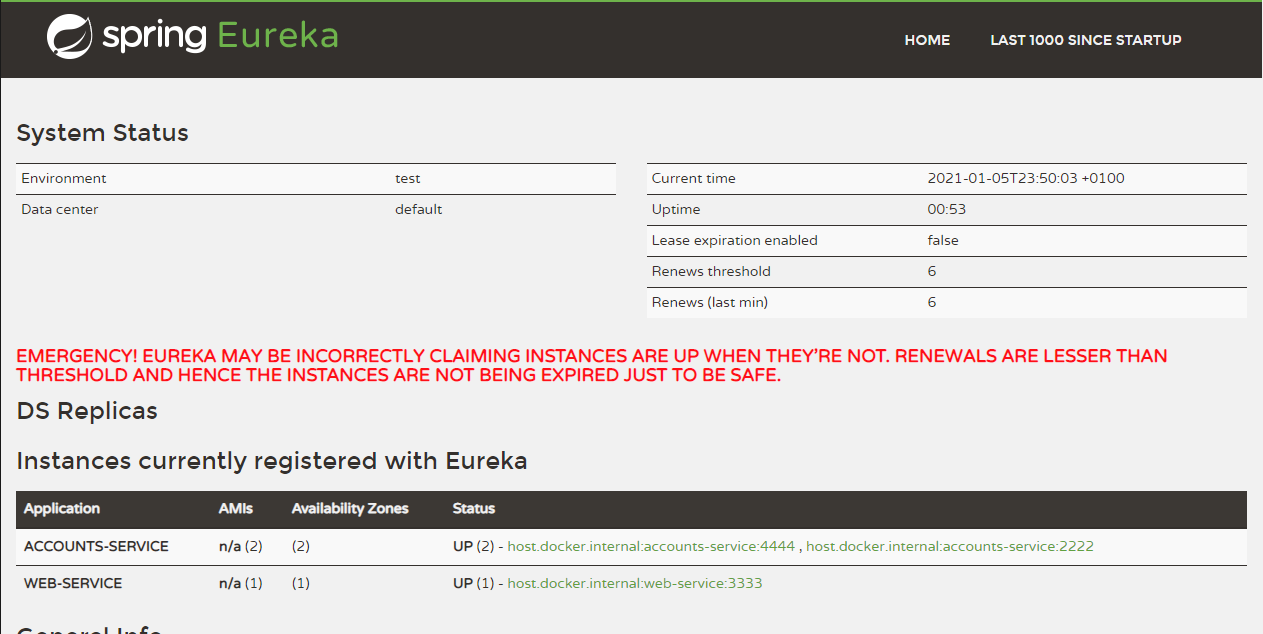 spring Eureka
HOME LAST 1000 SINCE STARTUP
System Status
Environment test
Data center default
Current time 2021-01-05T23:50:03 +0100
Uptime 00:53
Lease expiration enabled false
Renews threshold 6
Renews (last min) 6
EMERGENCY! EUREKA MAY BE INCORRECTLY CLAIMING INSTANCES ARE UP WHEN THEY'RE NOT. RENEWALS ARE LESSER THAN
THRESHOLD AND HENCE THE INSTANCES ARE NOT BEING EXPIRED JUST TO BE SAFE.
DS Replicas
Instances currently registered with Eureka
Application AMIs Availability Zones Status
ACCOUNTS-SERVICE n/a (2) (2) UP (2) - host.docker.internal:accounts-service:4444 , host.docker.internal:accounts-service:2222
WEB-SERVICE n/a (1) (1) UP (1) - host.docker.internal:web-service:3333
General Info